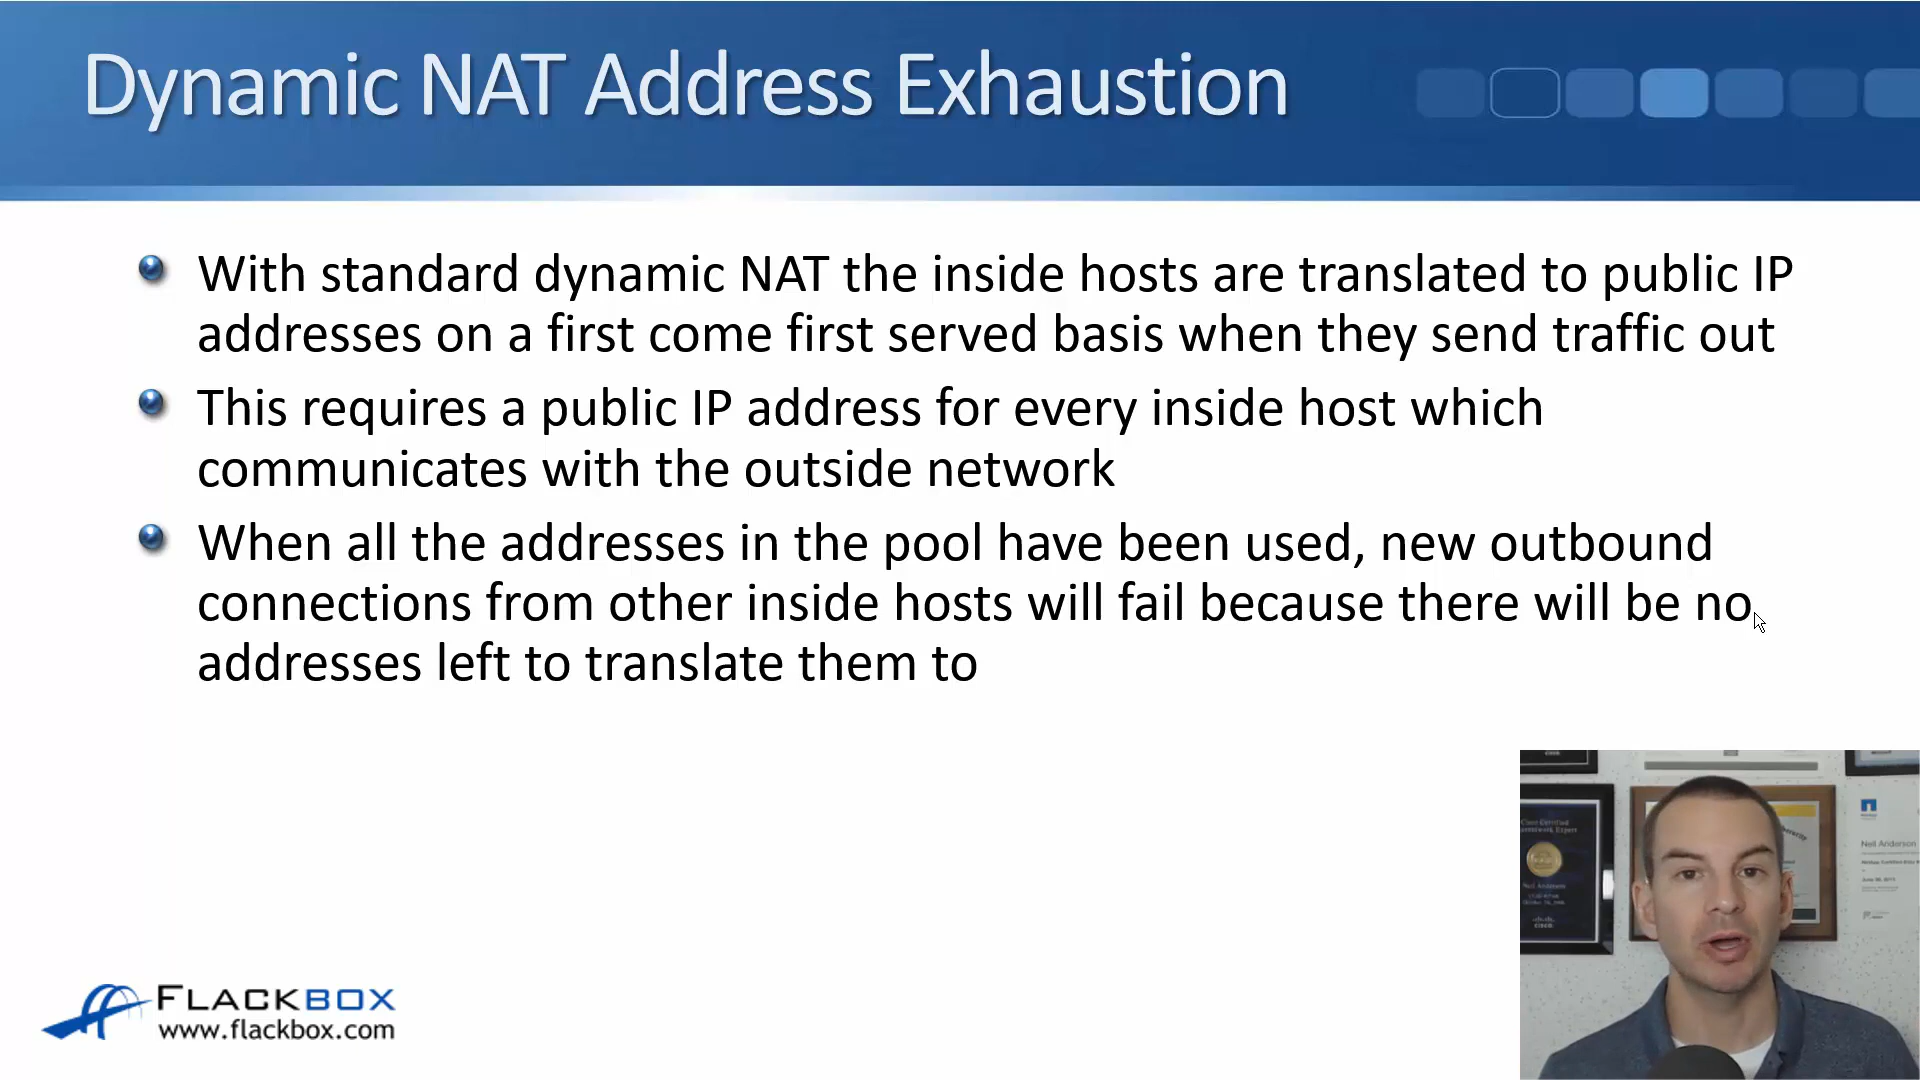 Dynamic NAT Address Exhaustion
With standard dynamic NAT the inside hosts are translated to public IP
addresses on a first come first served basis when they send traffic out
This requires a public IP address for every inside host which
communicates with the outside network
When all the addresses in the pool have been used, new outbound
connections from other inside hosts will fail because there will be no
addresses left to translate them to
FLACKBOX
www.flackbox.com
Neil Anderson
CISCO